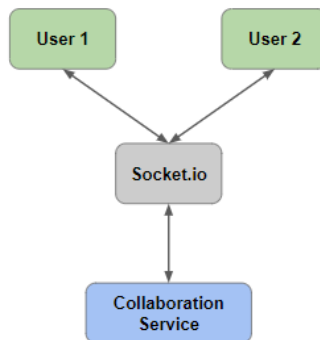 User 1
User 2
Socket.io
Collaboration
Service